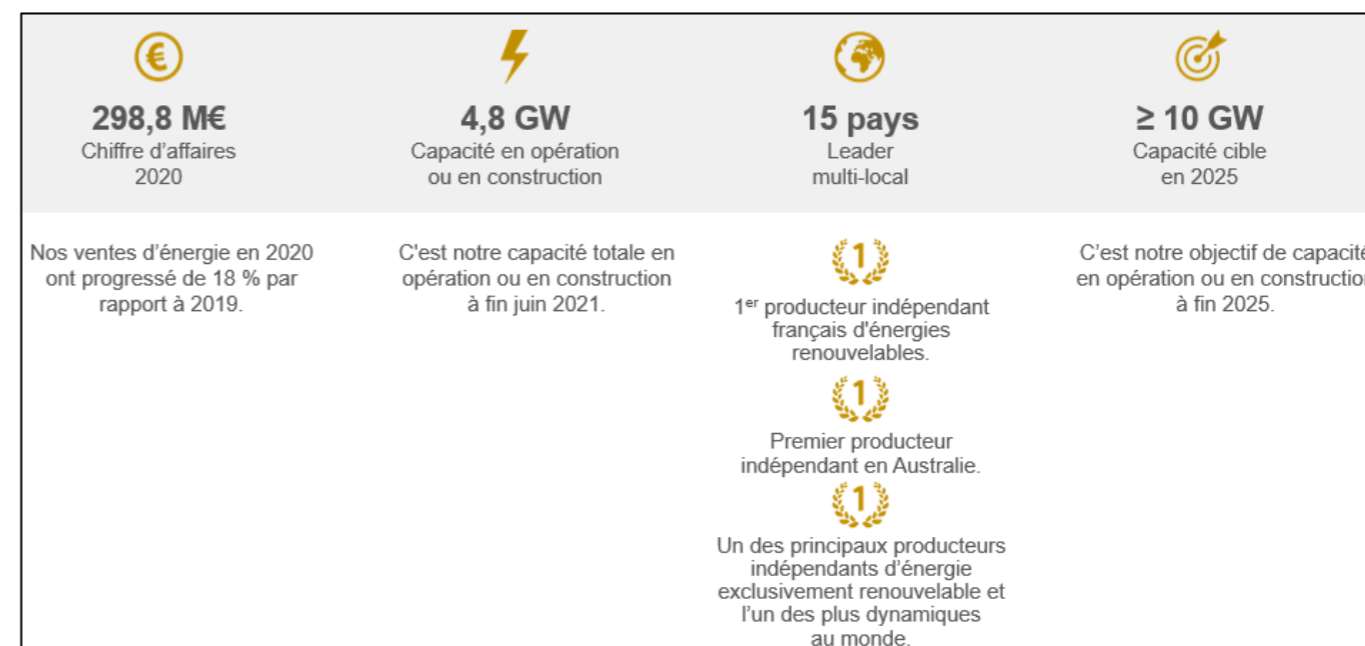 298,8 M€
Chiffre d’affaires
2020
4,8 GW
Capacité en opération
ou en construction
15 pays
Leader
multi-local
≥ 10 GW
Capacité cible
en 2025
Nos ventes d’énergie en 2020
ont progressé de 18 % par
rapport à 2019.
C'est notre capacité totale en
opération ou en construction
à fin juin 2021.
1
1er producteur indépendant
français d'énergies
renouvelables.
1
Premier producteur
indépendant en Australie.
1
Un des principaux producteurs
indépendants d’énergie
exclusivement renouvelable et
l’un des plus dynamiques
au monde.
C’est notre objectif de capacité
en opération ou en construction
à fin 2025.